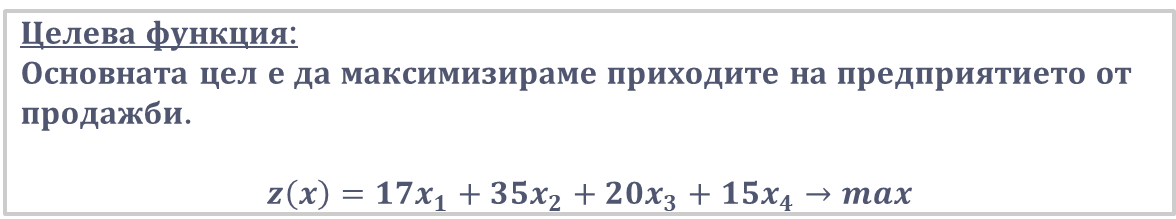 Целева функция:
Основната цел е да максимизираме приходите на предприятието от
продажби.
z(x) = 17x₁ + 35x₂ + 20x₃ + 15x₄ → max